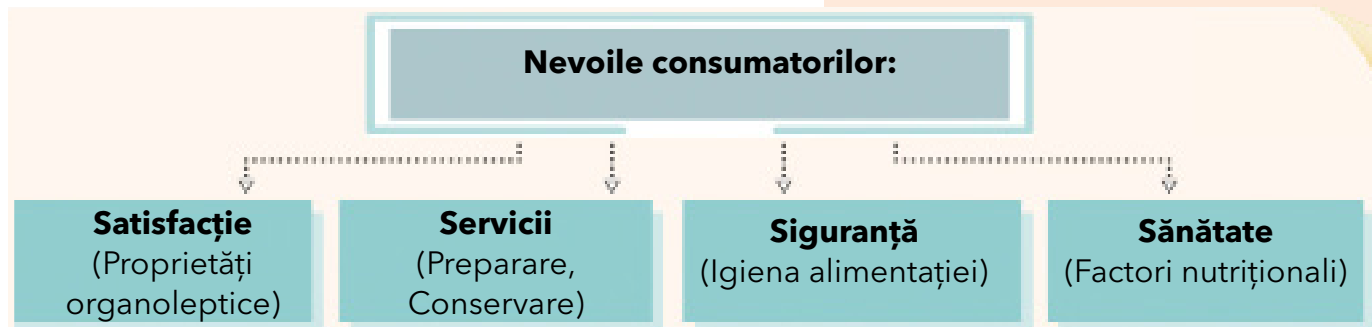 Nevoile consumatorilor:
Satisfacție
(Proprietăți
organoleptice)
Servicii
(Preparare,
Conservare)
Siguranță
(Igiena alimentației)
Sănătate
(Factori nutriționali)